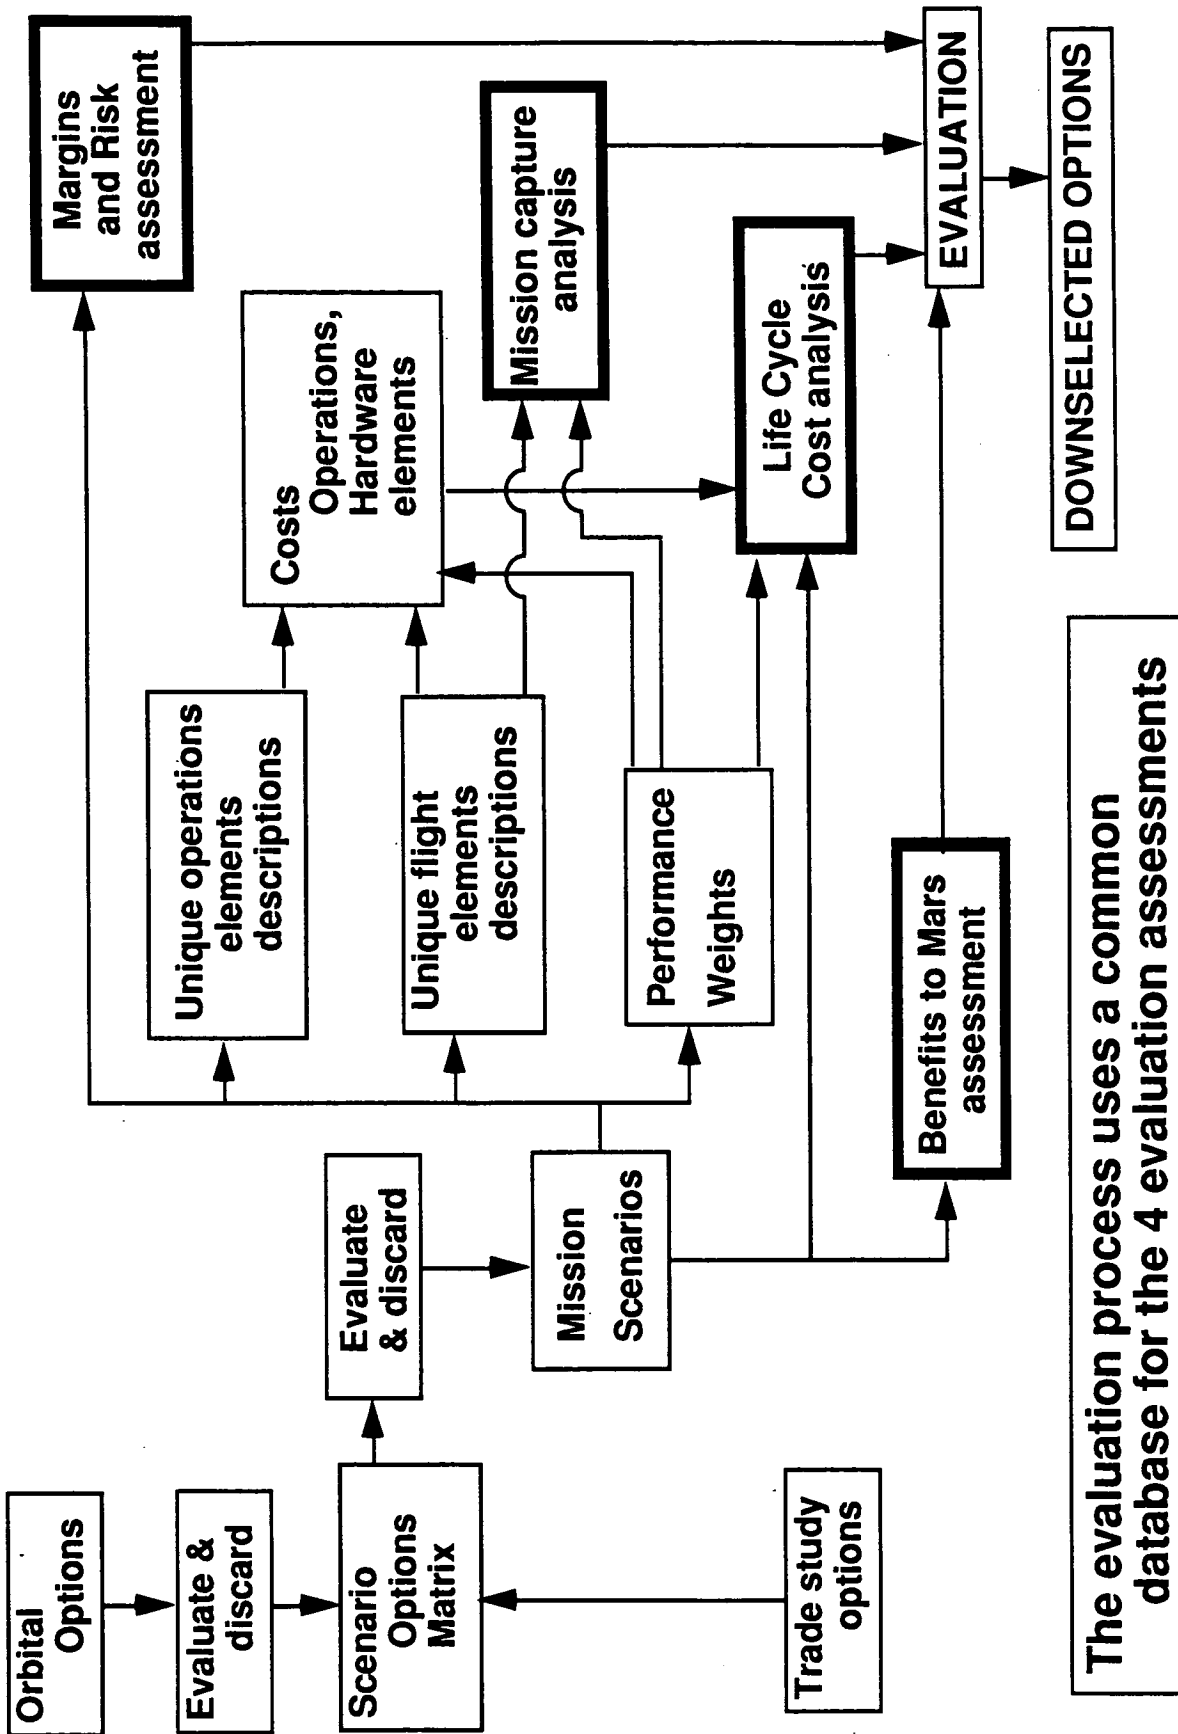 Orbital
Options
Evaluate &
discard
Scenario
Options
Matrix
Trade study
options
Evaluate
& discard
Mission
Scenarios
Unique operations
elements
descriptions
Unique flight
elements
descriptions
Performance
Weights
Benefits to Mars
assessment
Costs
Operations,
Hardware
elements
Margins
and Risk
assessment
Mission capture
analysis
Life Cycle
Cost analysis
EVALUATION
DOWNSELECTED OPTIONS
The evaluation process uses a common
database for the 4 evaluation assessments